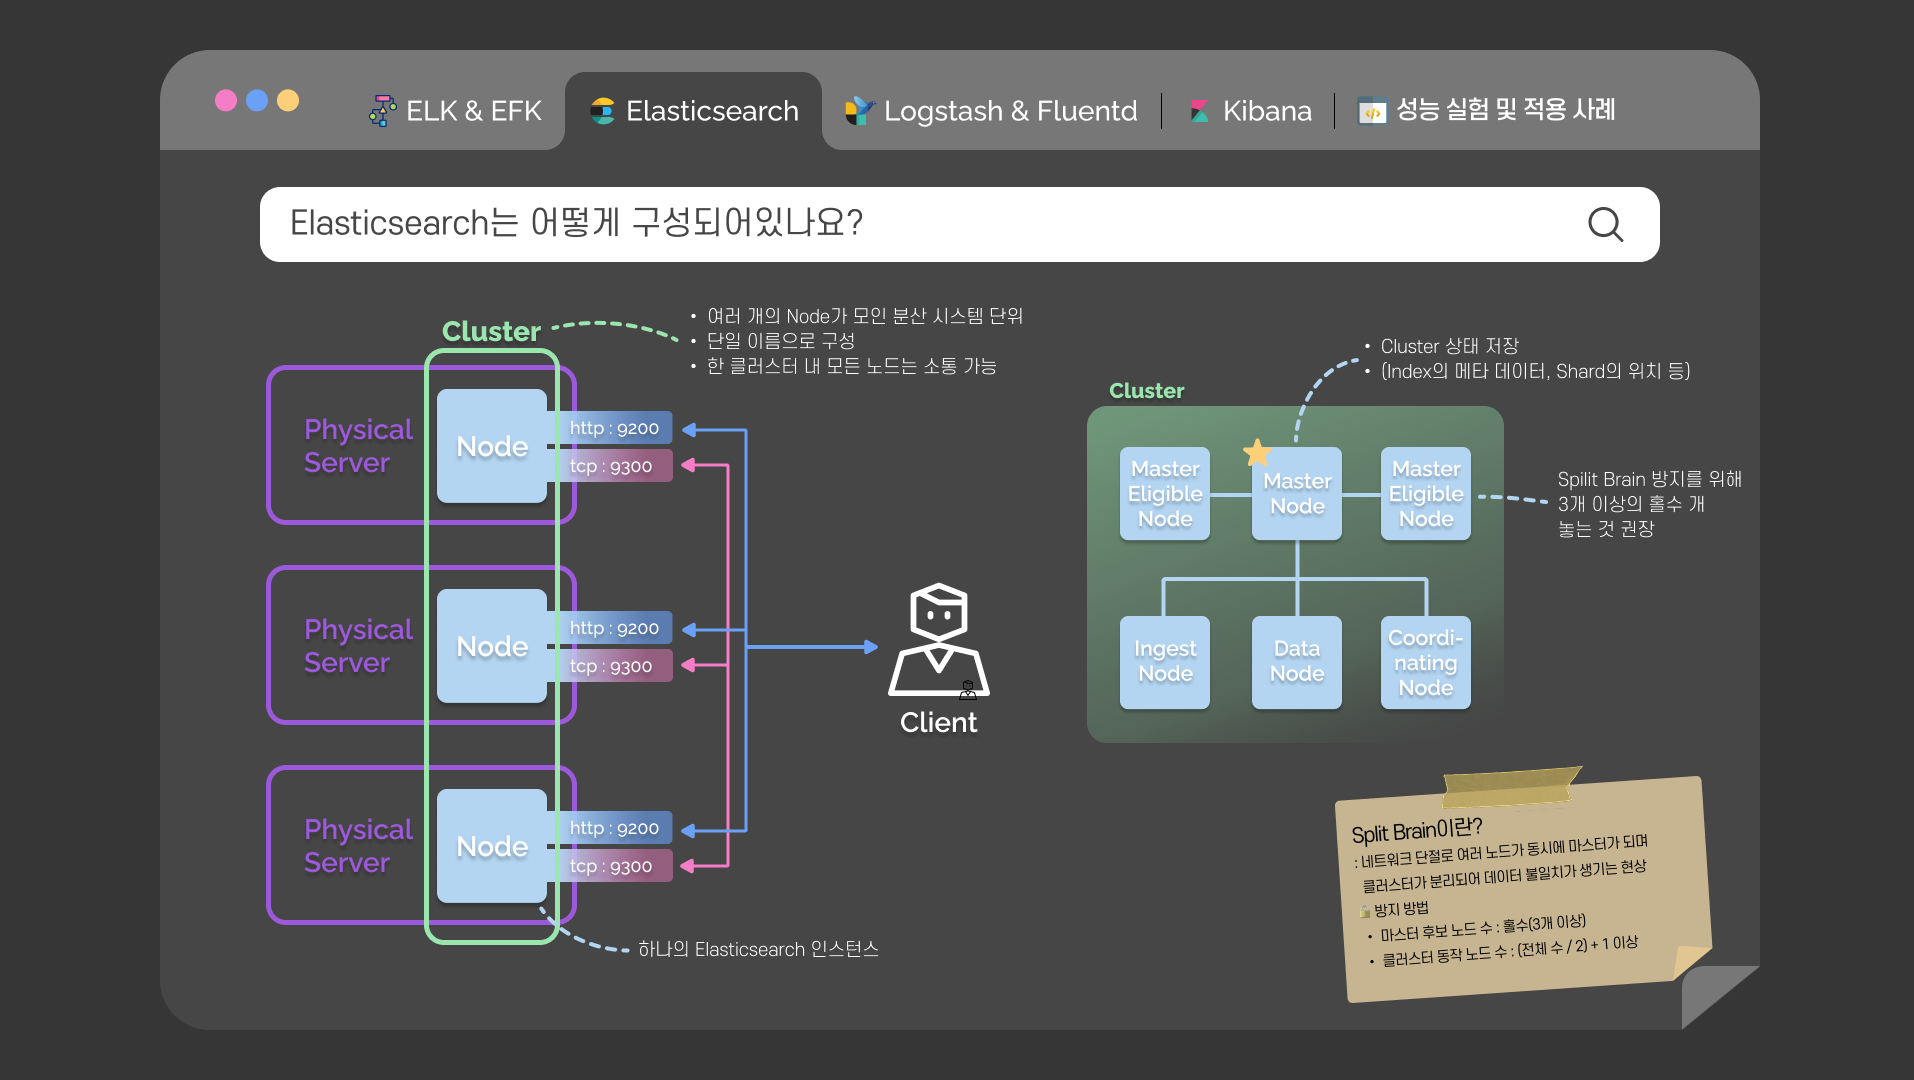 ELK & EFK
Elasticsearch
Logstash & Fluentd
Kibana
성능 실험 및 적용 사례
Elasticsearch는 어떻게 구성되어있나요?
Cluster
• 여러 개의 Node가 모인 분산 시스템 단위
• 단일 이름으로 구성
• 한 클러스터 내 모든 노드는 소통 가능
Physical
Server
Node
http : 9200
tcp : 9300
Physical
Server
Node
http : 9200
tcp : 9300
Physical
Server
Node
http : 9200
tcp : 9300
하나의 Elasticsearch 인스턴스
Client
• Cluster 상태 저장
• (Index의 메타 데이터, Shard의 위치 등)
Cluster
Master
Eligible
Node
Master
Node
Master
Eligible
Node
Spilit Brain 방지를 위해
3개 이상의 홀수 개
놓는 것 권장
Ingest
Node
Data
Node
Coordi-
nating
Node
Split Brain이란?
: 네트워크 단절로 여러 노드가 동시에 마스터가 되며
클러스터가 분리되어 데이터 불일치가 생기는 현상
방지 방법
• 마스터 후보 노드 수 : 홀수(3개 이상)
• 클러스터 동작 노드 수 : (전체 수 / 2) + 1 이상